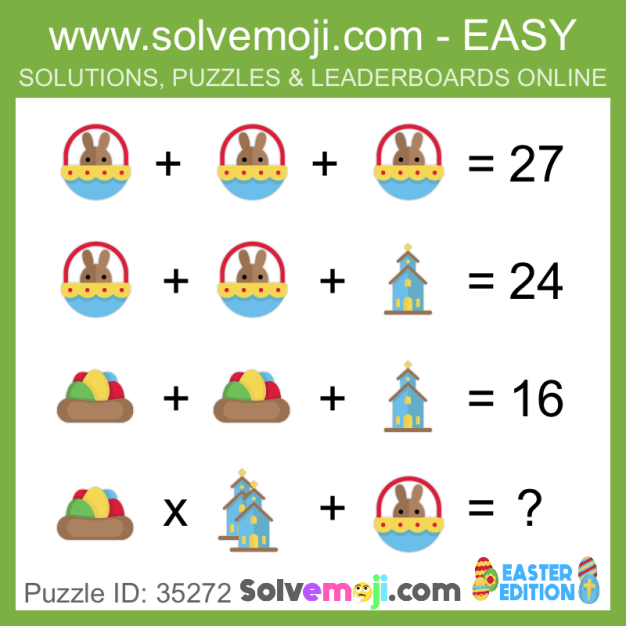 www.solvemoji.com - EASY
SOLUTIONS, PUZZLES & LEADERBOARDS ONLINE
+ + = 27
+ + = 24
+ + = 16
x + = ?
Puzzle ID: 35272 Solvemoji.com EASTER EDITION